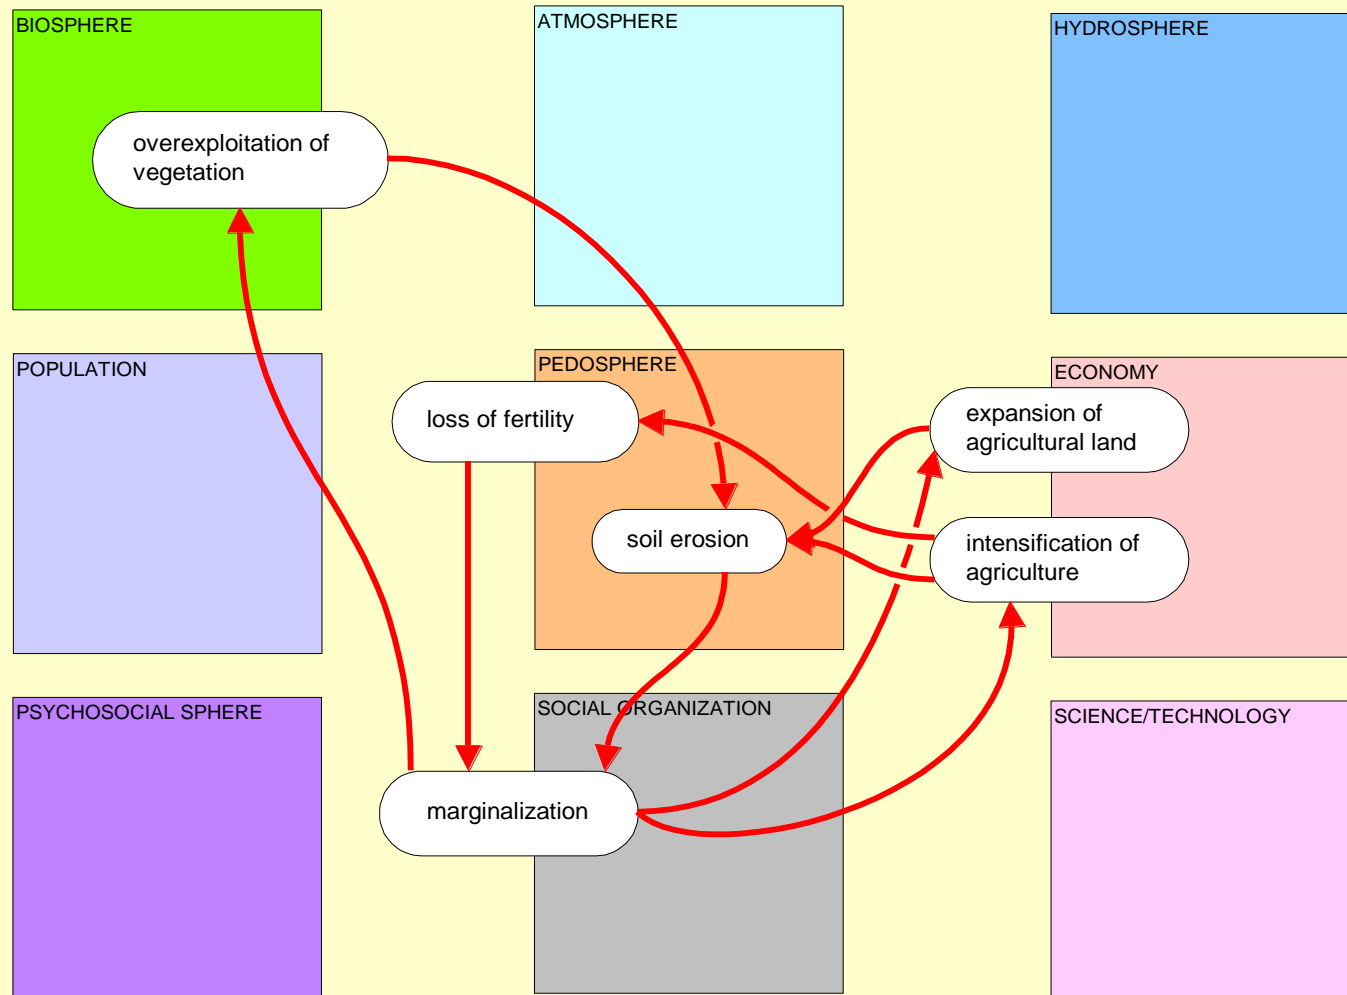 BIOSPHERE
ATMOSPHERE
HYDROSPHERE
overexploitation of
vegetation
POPULATION
PEDOSPHERE
ECONOMY
loss of fertility
expansion of
agricultural land
soil erosion
intensification of
agriculture
PSYCHOSOCIAL SPHERE
SOCIAL ORGANIZATION
SCIENCE/TECHNOLOGY
marginalization